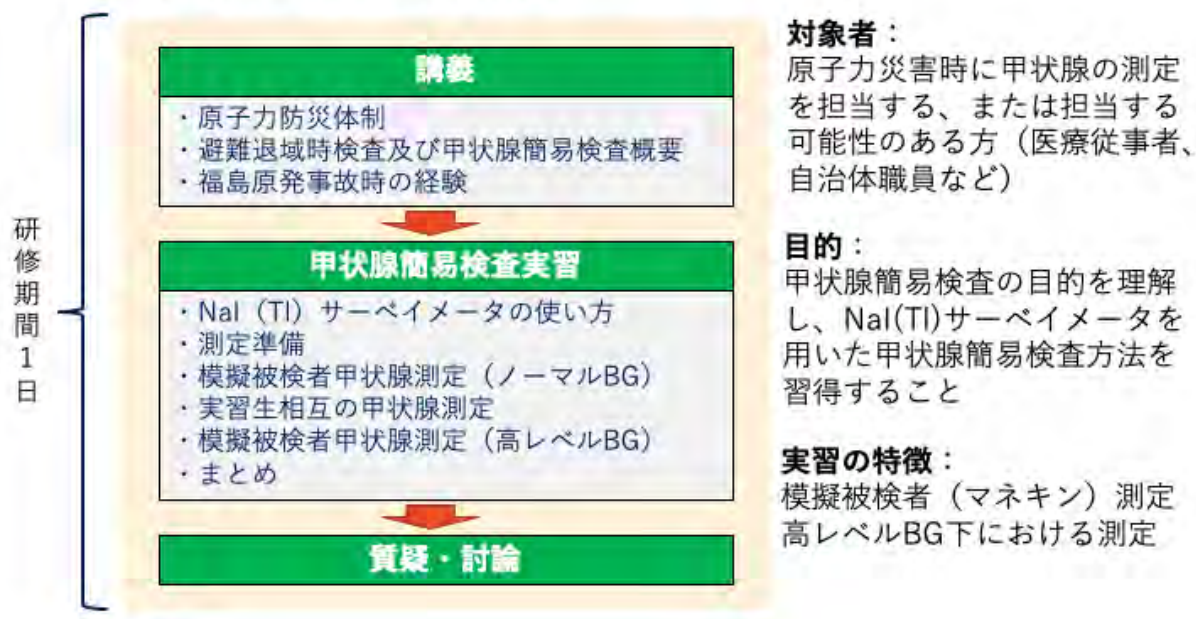 研修期間1日
講義
・原子力防災体制
・避難退域時検査及び甲状腺簡易検査概要
・福島原発事故時の経験
甲状腺簡易検査実習
・NaI（Tl）サーベイメータの使い方
・測定準備
・模擬被検者甲状腺測定（ノーマルBG）
・実習生相互の甲状腺測定
・模擬被検者甲状腺測定（高レベルBG）
・まとめ
質疑・討論
対象者：
原子力災害時に甲状腺の測定
を担当する、または担当する
可能性のある方（医療従事者、
自治体職員など）
目的：
甲状腺簡易検査の目的を理解
し、NaI(Tl)サーベイメータを
用いた甲状腺簡易検査方法を
習得すること
実習の特徴：
模擬被検者（マネキン）測定
高レベルBG下における測定